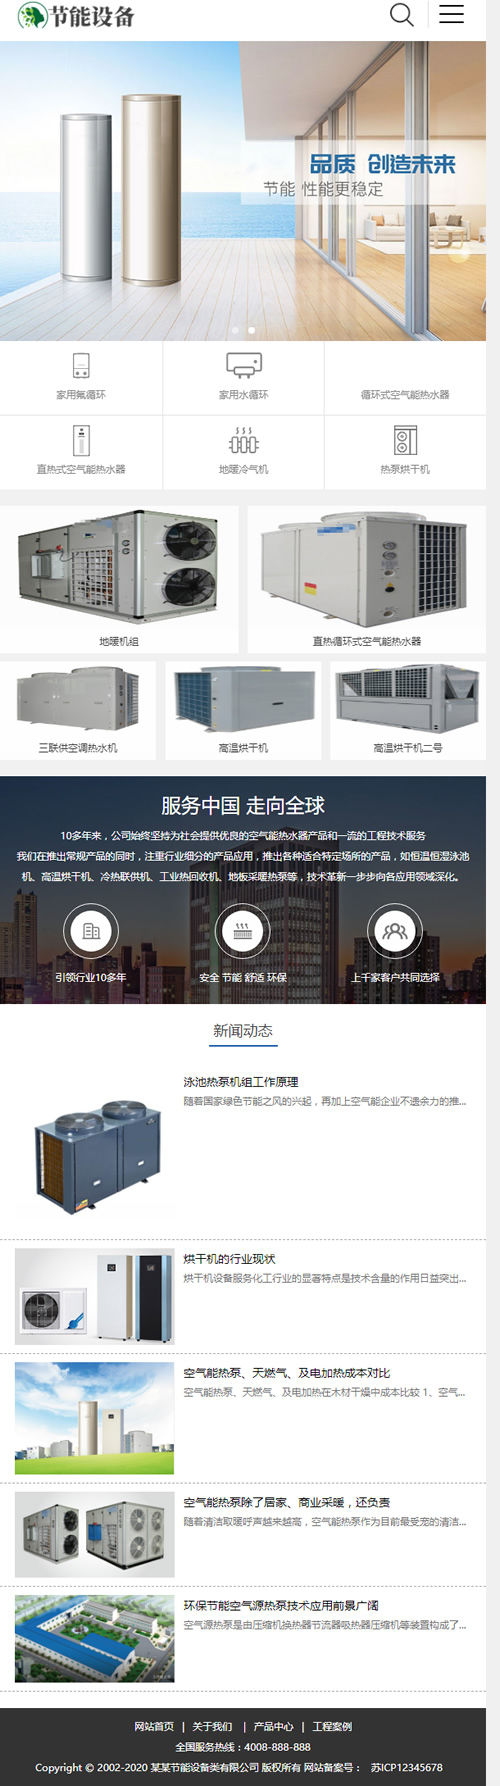 节能设备
品质 创造未来
节能 性能更稳定
家用氟循环
家用水循环
循环式空气能热水器
直热式空气能热水器
地暖冷气机
热泵烘干机
地暖机组
直热循环式空气能热水器
三联供空调热水机
高温烘干机
高温烘干机二号
服务中国 走向全球
10多年来，公司始终坚持为社会提供优良的空气能热水器产品和一流的工程技术服务
我们在推出常规产品的同时，注重行业细分的产品应用，推出各种适合特定场所的产品，如恒温恒湿泳池
机、高温烘干机、冷热联供机、工业热回收机、地板采暖热泵等，技术革新一步步向各应用领域深化。
引领行业10多年
安全 节能 舒适 环保
上千家客户共同选择
新闻动态
泳池热泵机组工作原理
随着国家绿色节能之风的兴起，再加上空气能企业不遗余力的推...
烘干机的行业现状
烘干机设备服务化工行业的显著特点是技术含量的作用日益突出...
空气能热泵、天燃气、及电加热成本对比
空气能热泵、天燃气、及电加热在木材干燥中成本比较 1、空气...
空气能热泵除了居家、商业采暖，还负责
随着清洁取暖呼声越来越高，空气能热泵作为目前最受宠的清洁...
环保节能空气源热泵技术应用前景广阔
空气源热泵是由压缩机换热器节流器吸热器压缩机等装置构成了...
网站首页 | 关于我们 | 产品中心 | 工程案例
全国服务热线：4008-888-888
Copyright © 2002-2020 某某节能设备类有限公司 版权所有 网站备案号： 苏ICP12345678